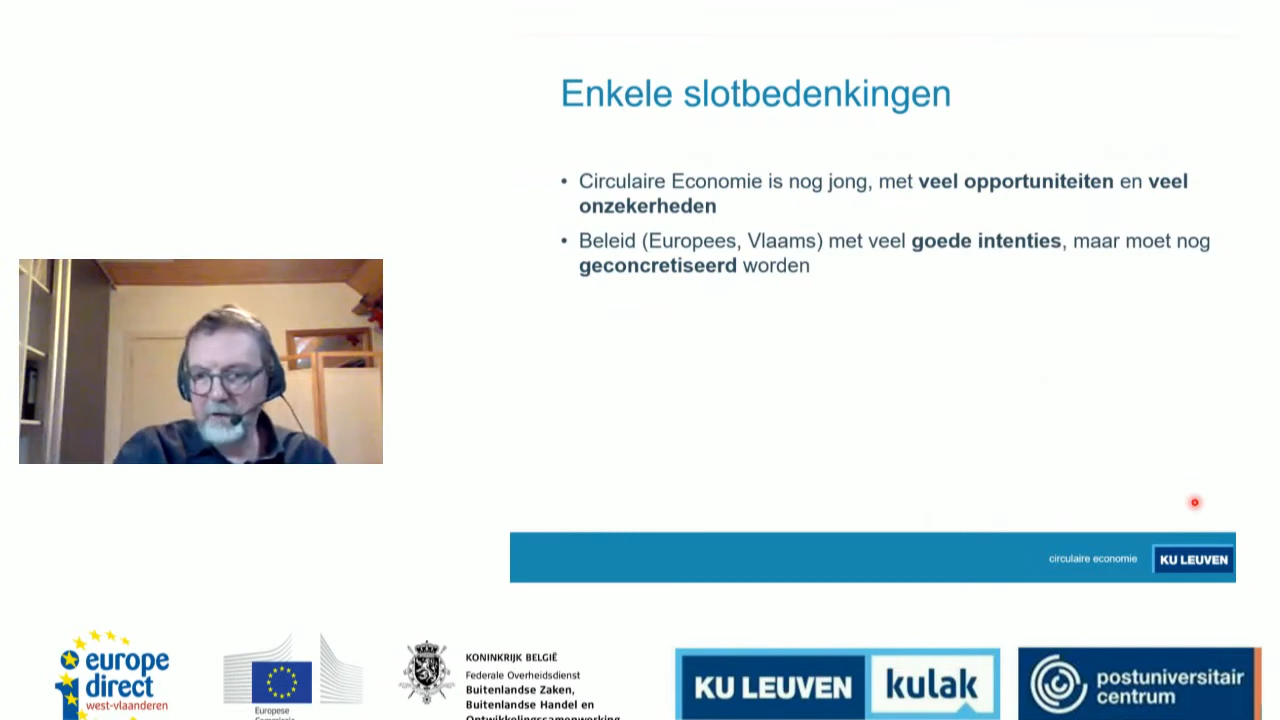 Enkele slotbedenkingen
• Circulaire Economie is nog jong, met veel opportuniteiten en veel
onzekerheden
• Beleid (Europees, Vlaams) met veel goede intenties, maar moet nog
geconcretiseerd worden
circulaire economie
KU LEUVEN
europe
direct
west-vlaanderen
Europese
Commissie
KONINKRIJK BELGIË
Federale Overheidsdienst
Buitenlandse Zaken,
Buitenlandse Handel en
Ontwikkelingssamenwerking
KU LEUVEN
kulak
postuniversitair
centrum